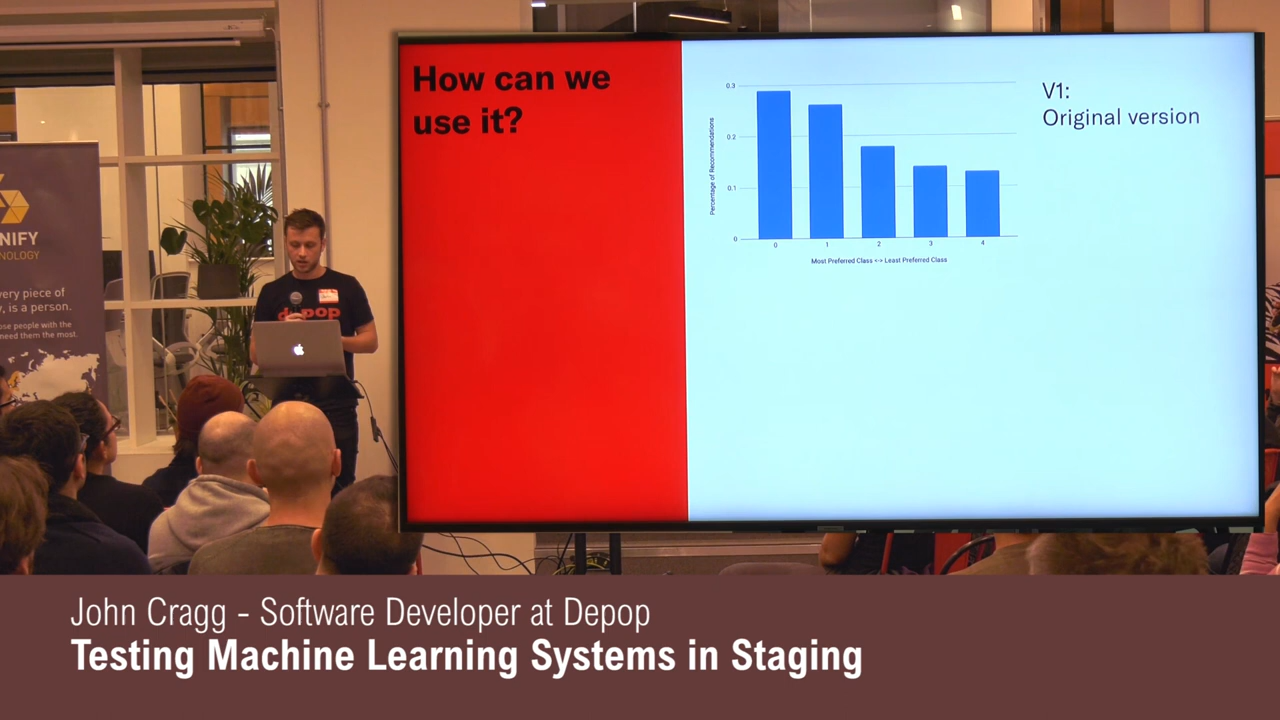 How can we
use it?
V1:
Original version
0.3
0.2
0.1
0
Percentage of Recommendations
0 1 2 3 4
Most Preferred Class <-> Least Preferred Class
NIFY
NOLOGY
very piece of
y, is a person.
ose people with the
need them the most.
depop
John Cragg - Software Developer at Depop
Testing Machine Learning Systems in Staging